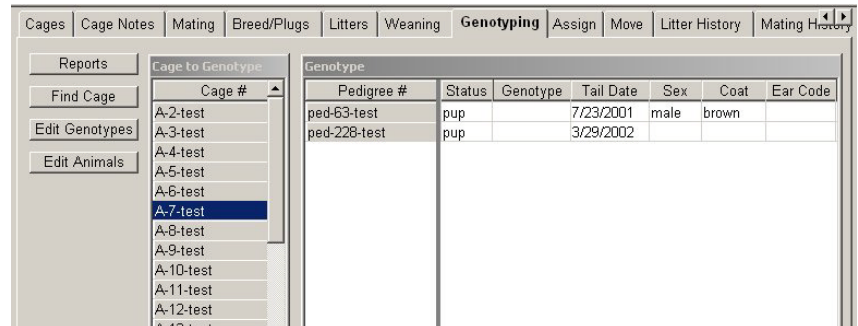 Cages Cage Notes Mating Breed/Plugs Litters Weaning Genotyping Assign Move Litter History Mating History
Reports
Find Cage
Edit Genotypes
Edit Animals
Cage to Genotype
Cage #
A-2-test
A-3-test
A-4-test
A-5-test
A-6-test
A-7-test
A-8-test
A-9-test
A-10-test
A-11-test
A-12-test
Genotype
Pedigree # Status Genotype Tail Date Sex Coat Ear Code
ped-63-test pup 7/23/2001 male brown
ped-228-test pup 3/29/2002